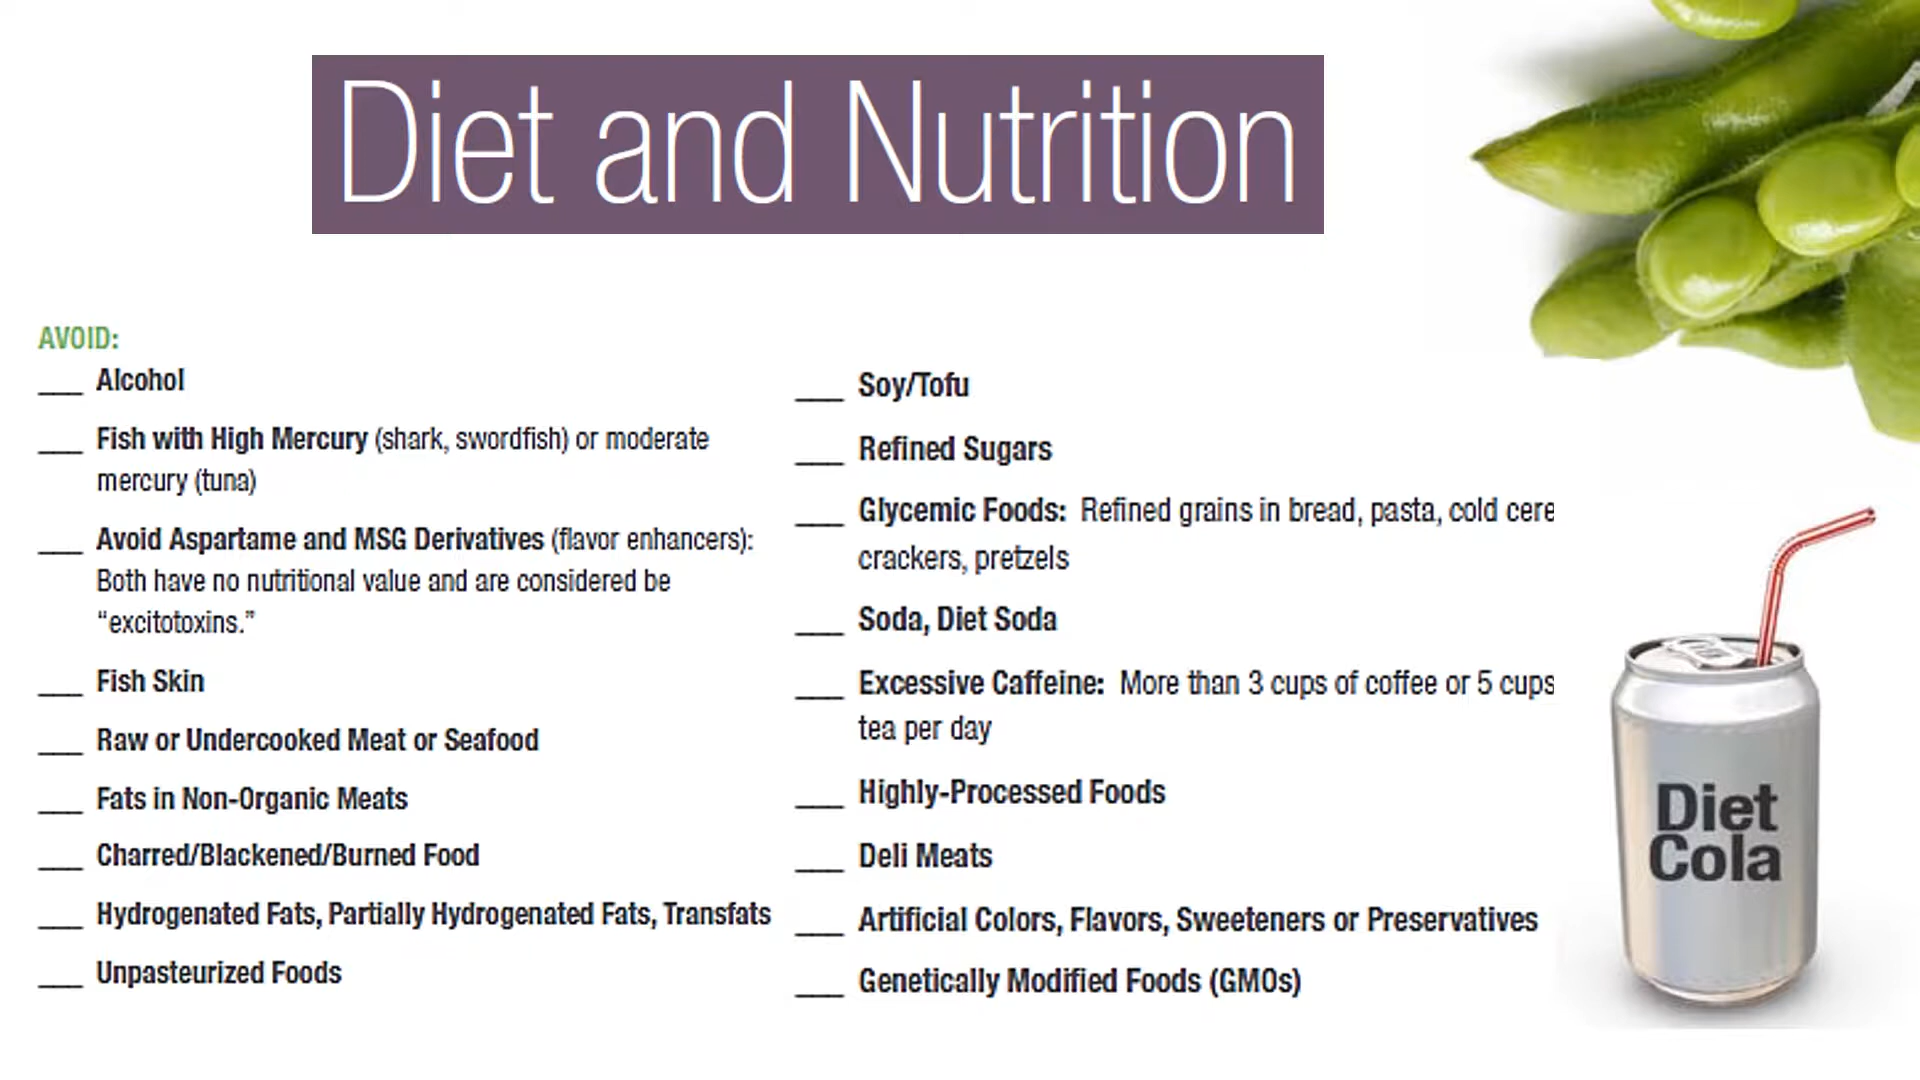 Diet and Nutrition
AVOID:
___ Alcohol
___ Fish with High Mercury (shark, swordfish) or moderate
mercury (tuna)
___ Avoid Aspartame and MSG Derivatives (flavor enhancers):
Both have no nutritional value and are considered be
“excitotoxins.”
___ Fish Skin
___ Raw or Undercooked Meat or Seafood
___ Fats in Non-Organic Meats
___ Charred/Blackened/Burned Food
___ Hydrogenated Fats, Partially Hydrogenated Fats, Transfats
___ Unpasteurized Foods
___ Soy/Tofu
___ Refined Sugars
___ Glycemic Foods: Refined grains in bread, pasta, cold cere
crackers, pretzels
___ Soda, Diet Soda
___ Excessive Caffeine: More than 3 cups of coffee or 5 cups
tea per day
___ Highly-Processed Foods
___ Deli Meats
___ Artificial Colors, Flavors, Sweeteners or Preservatives
___ Genetically Modified Foods (GMOs)
Diet
Cola